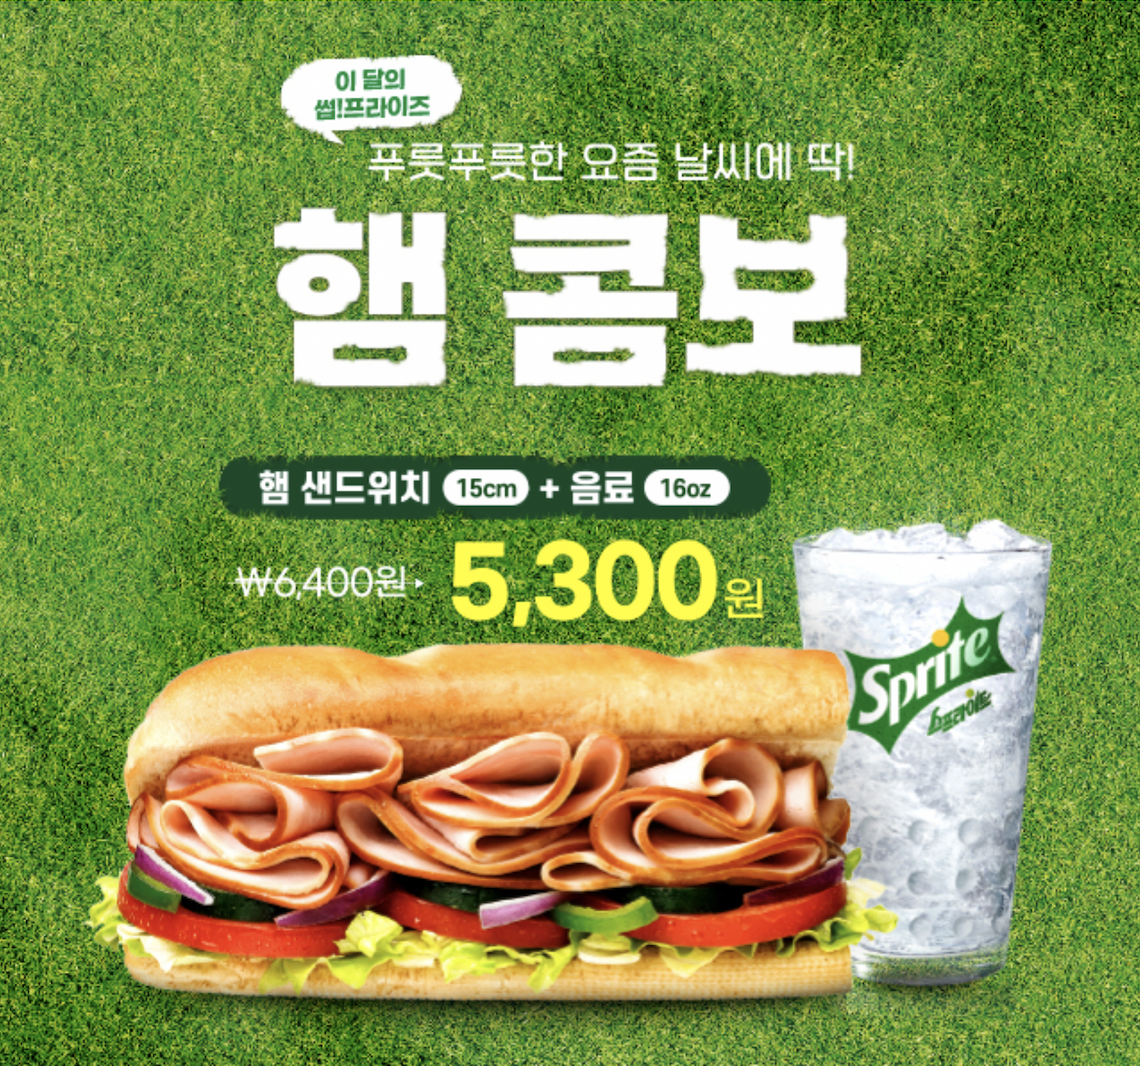 이 달의
썹!프라이즈
푸릇푸릇한 요즘 날씨에 딱!
햄 콤보
햄 샌드위치 15cm + 음료 16oz
₩6,400원 ▸ 5,300원
Sprite
스프라이트